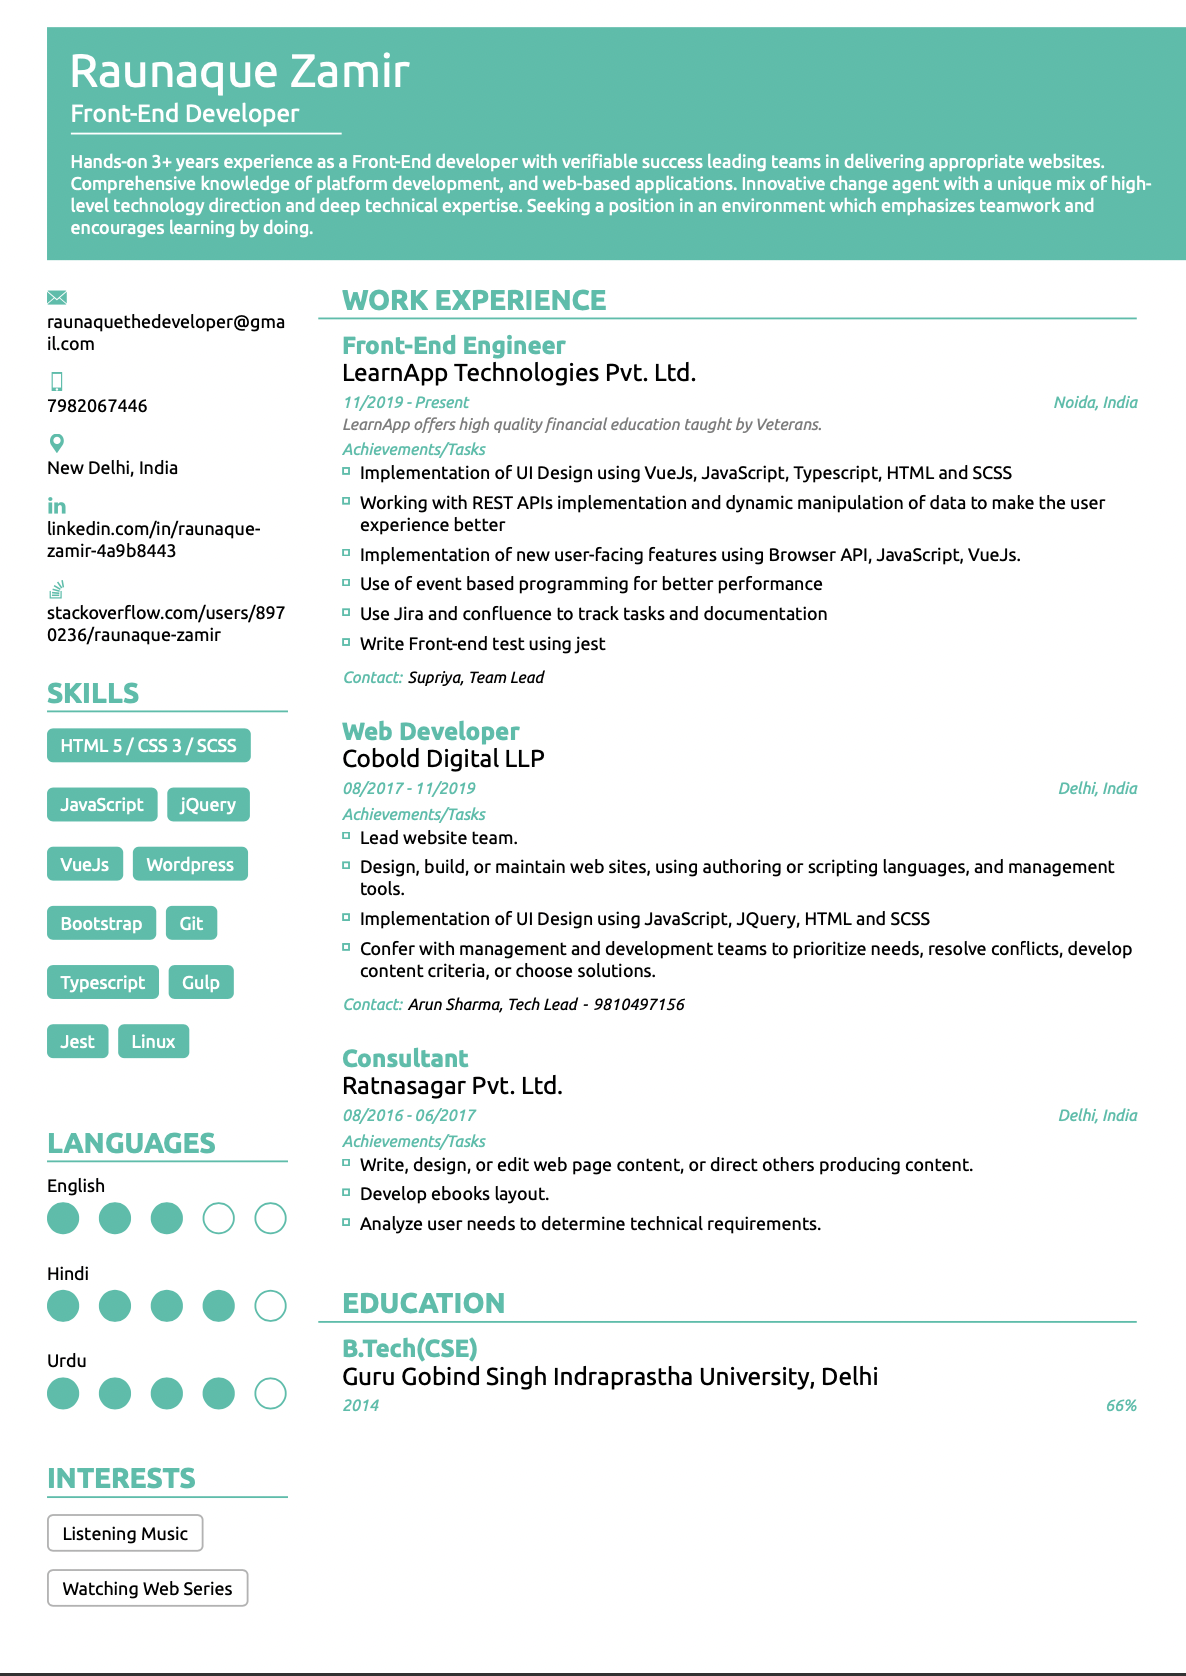 Raunaque Zamir
Front-End Developer
Hands-on 3+ years experience as a Front-End developer with verifiable success leading teams in delivering appropriate websites.
Comprehensive knowledge of platform development, and web-based applications. Innovative change agent with a unique mix of high-
level technology direction and deep technical expertise. Seeking a position in an environment which emphasizes teamwork and
encourages learning by doing.
raunaquethedeveloper@gma
il.com
7982067446
New Delhi, India
linkedin.com/in/raunaque-
zamir-4a9b8443
stackoverflow.com/users/897
0236/raunaque-zamir
SKILLS
HTML 5 / CSS 3 / SCSS
JavaScript jQuery
VueJs Wordpress
Bootstrap Git
Typescript Gulp
Jest Linux
LANGUAGES
English
Hindi
Urdu
INTERESTS
Listening Music
Watching Web Series
WORK EXPERIENCE
Front-End Engineer
LearnApp Technologies Pvt. Ltd.
11/2019 - Present Noida, India
LearnApp offers high quality financial education taught by Veterans.
Achievements/Tasks
Implementation of UI Design using VueJs, JavaScript, Typescript, HTML and SCSS
Working with REST APIs implementation and dynamic manipulation of data to make the user
experience better
Implementation of new user-facing features using Browser API, JavaScript, VueJs.
Use of event based programming for better performance
Use Jira and confluence to track tasks and documentation
Write Front-end test using jest
Contact: Supriya, Team Lead
Web Developer
Cobold Digital LLP
08/2017 - 11/2019 Delhi, India
Achievements/Tasks
Lead website team.
Design, build, or maintain web sites, using authoring or scripting languages, and management
tools.
Implementation of UI Design using JavaScript, JQuery, HTML and SCSS
Confer with management and development teams to prioritize needs, resolve conflicts, develop
content criteria, or choose solutions.
Contact: Arun Sharma, Tech Lead - 9810497156
Consultant
Ratnasagar Pvt. Ltd.
08/2016 - 06/2017 Delhi, India
Achievements/Tasks
Write, design, or edit web page content, or direct others producing content.
Develop ebooks layout.
Analyze user needs to determine technical requirements.
EDUCATION
B.Tech(CSE)
Guru Gobind Singh Indraprastha University, Delhi
2014 66%